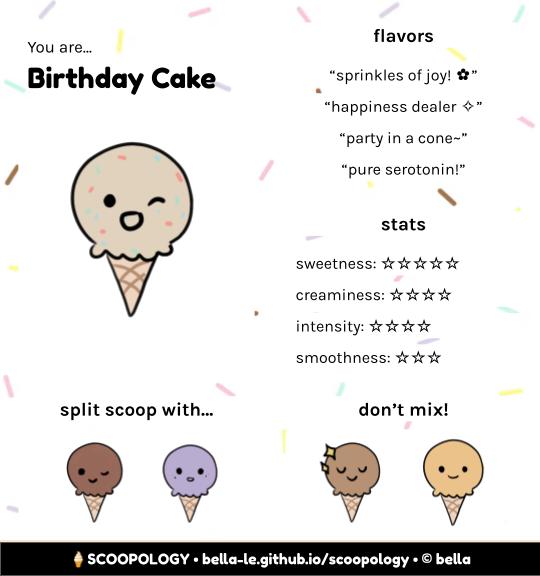 You are...
Birthday Cake
flavors
“sprinkles of joy! ✿”
“happiness dealer ✧”
“party in a cone~”
“pure serotonin!”
stats
sweetness: ☆☆☆☆☆
creaminess: ☆☆☆☆
intensity: ☆☆☆☆
smoothness: ☆☆☆
split scoop with...
don’t mix!
🍦SCOOPOLOGY • bella-le.github.io/scoopology • © bella